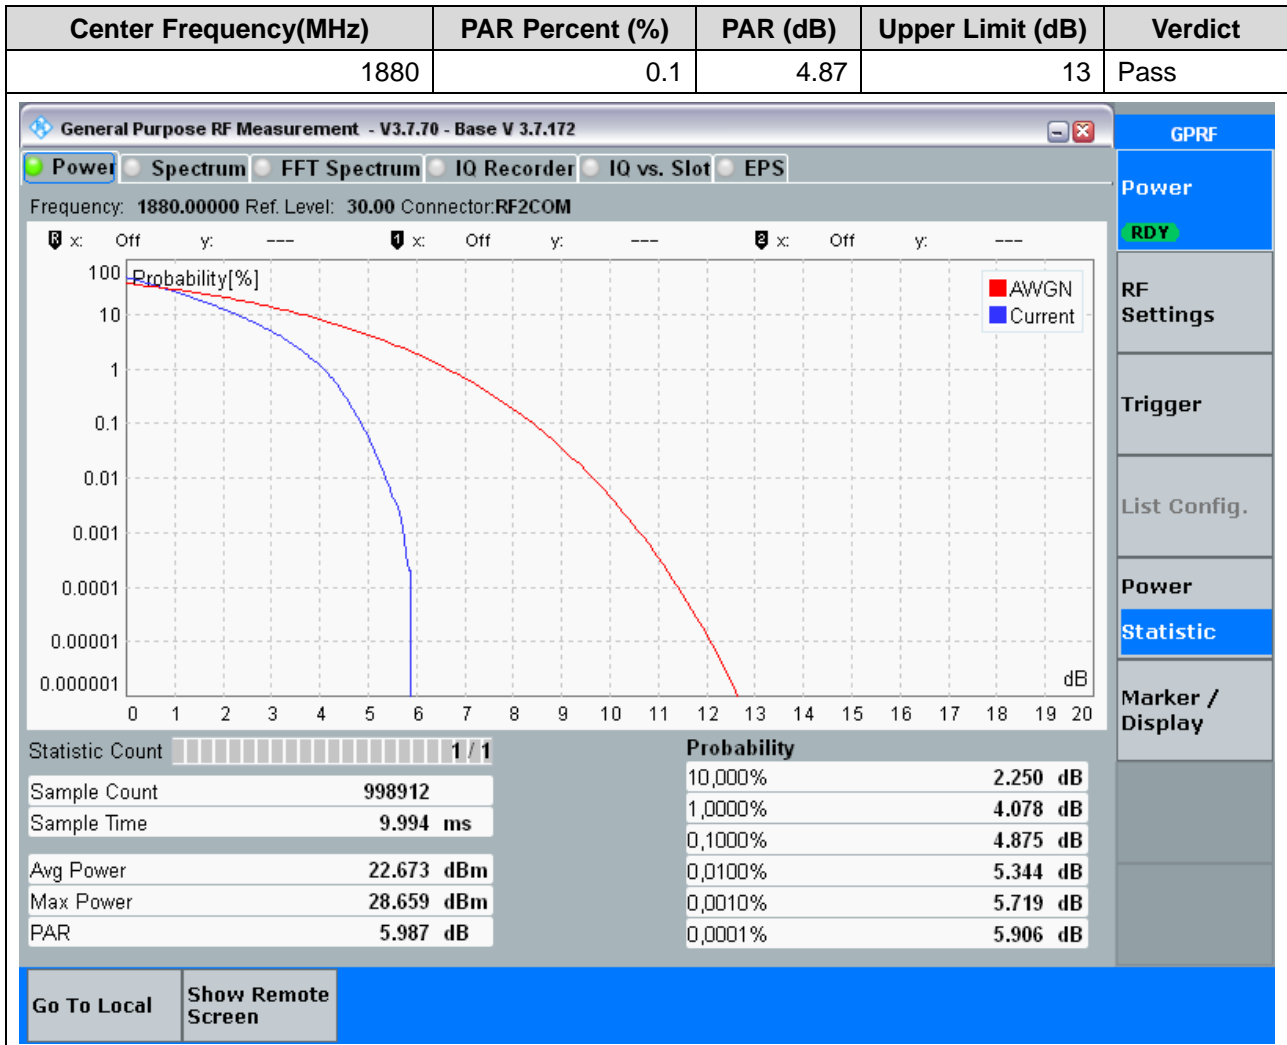 Center Frequency(MHz) PAR Percent (%) PAR (dB) Upper Limit (dB) Verdict
1880 0.1 4.87 13 Pass
General Purpose RF Measurement - V3.7.70 - Base V 3.7.172
GPRF
Power Spectrum FFT Spectrum IQ Recorder IQ vs. Slot EPS
Power
RDY
Frequency: 1880.00000 Ref. Level: 30.00 Connector:RF2COM
R x: Off y: --- 1 x: Off y: --- 2 x: Off y: ---
Probability[%]
AWGN
Current
100
10
1
0.1
0.01
0.001
0.0001
0.00001
0.000001
dB
0 1 2 3 4 5 6 7 8 9 10 11 12 13 14 15 16 17 18 19 20
RF
Settings
Trigger
List Config.
Power
Statistic
Marker /
Display
Statistic Count 1 / 1
Sample Count 998912
Sample Time 9.994 ms
Avg Power 22.673 dBm
Max Power 28.659 dBm
PAR 5.987 dB
Probability
10,000% 2.250 dB
1,0000% 4.078 dB
0,1000% 4.875 dB
0,0100% 5.344 dB
0,0010% 5.719 dB
0,0001% 5.906 dB
Go To Local
Show Remote
Screen